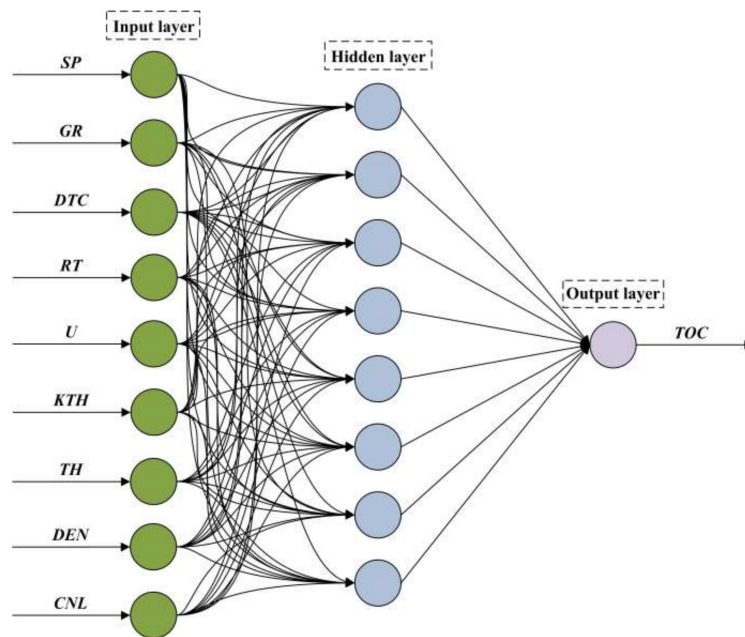 Input layer
Hidden layer
Output layer
SP
GR
DTC
RT
U
KTH
TH
DEN
CNL
TOC